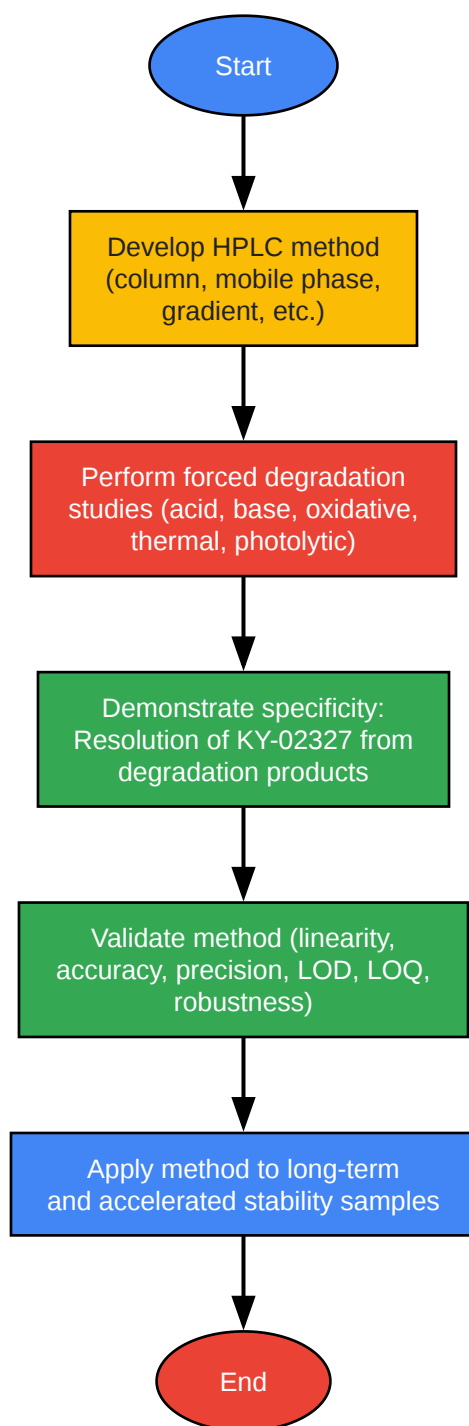 Start
Develop HPLC method
(column, mobile phase,
gradient, etc.)
Perform forced degradation
studies (acid, base, oxidative,
thermal, photolytic)
Demonstrate specificity:
Resolution of KY-02327 from
degradation products
Validate method (linearity,
accuracy, precision, LOD, LOQ,
robustness)
Apply method to long-term
and accelerated stability samples
End